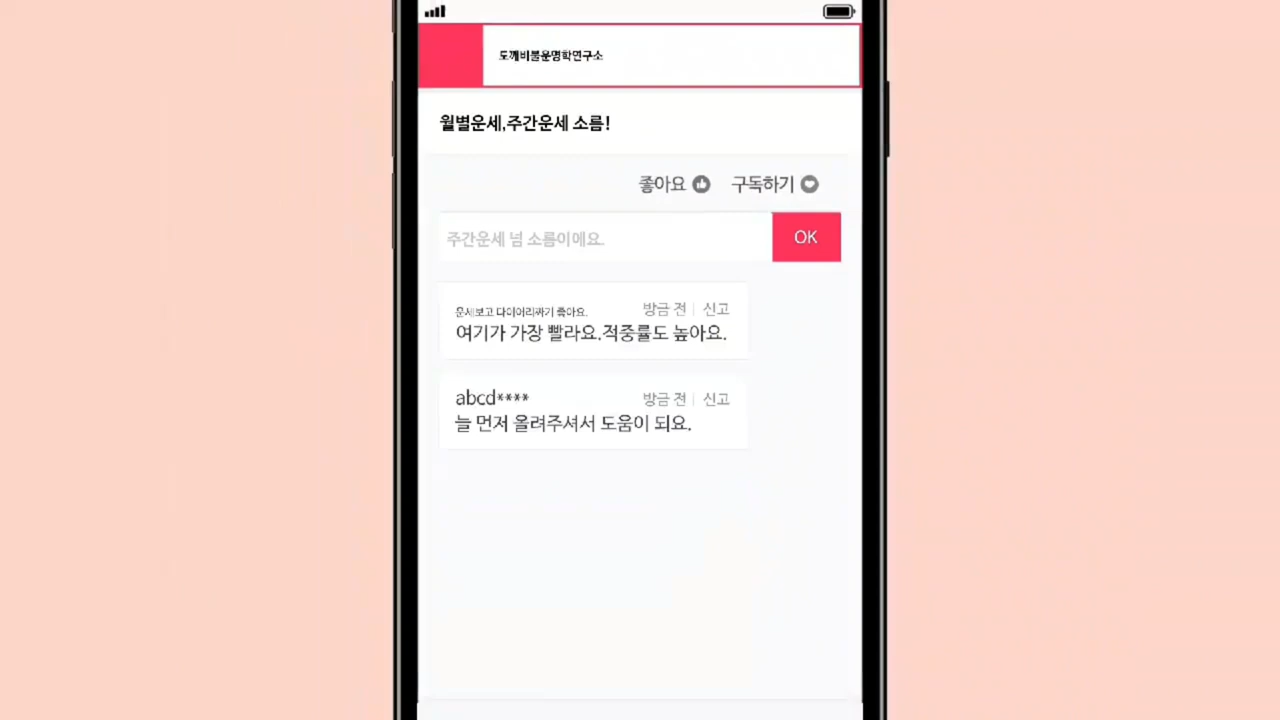 도깨비불운명학연구소
월별운세,주간운세 소름!
좋아요 구독하기
주간운세 넘 소름이에요.
OK
운세보고 다이어리짜기 좋아요. 방금 전 | 신고
여기가 가장 빨라요.적중률도 높아요.
abcd**** 방금 전 | 신고
늘 먼저 올려주셔서 도움이 되요.